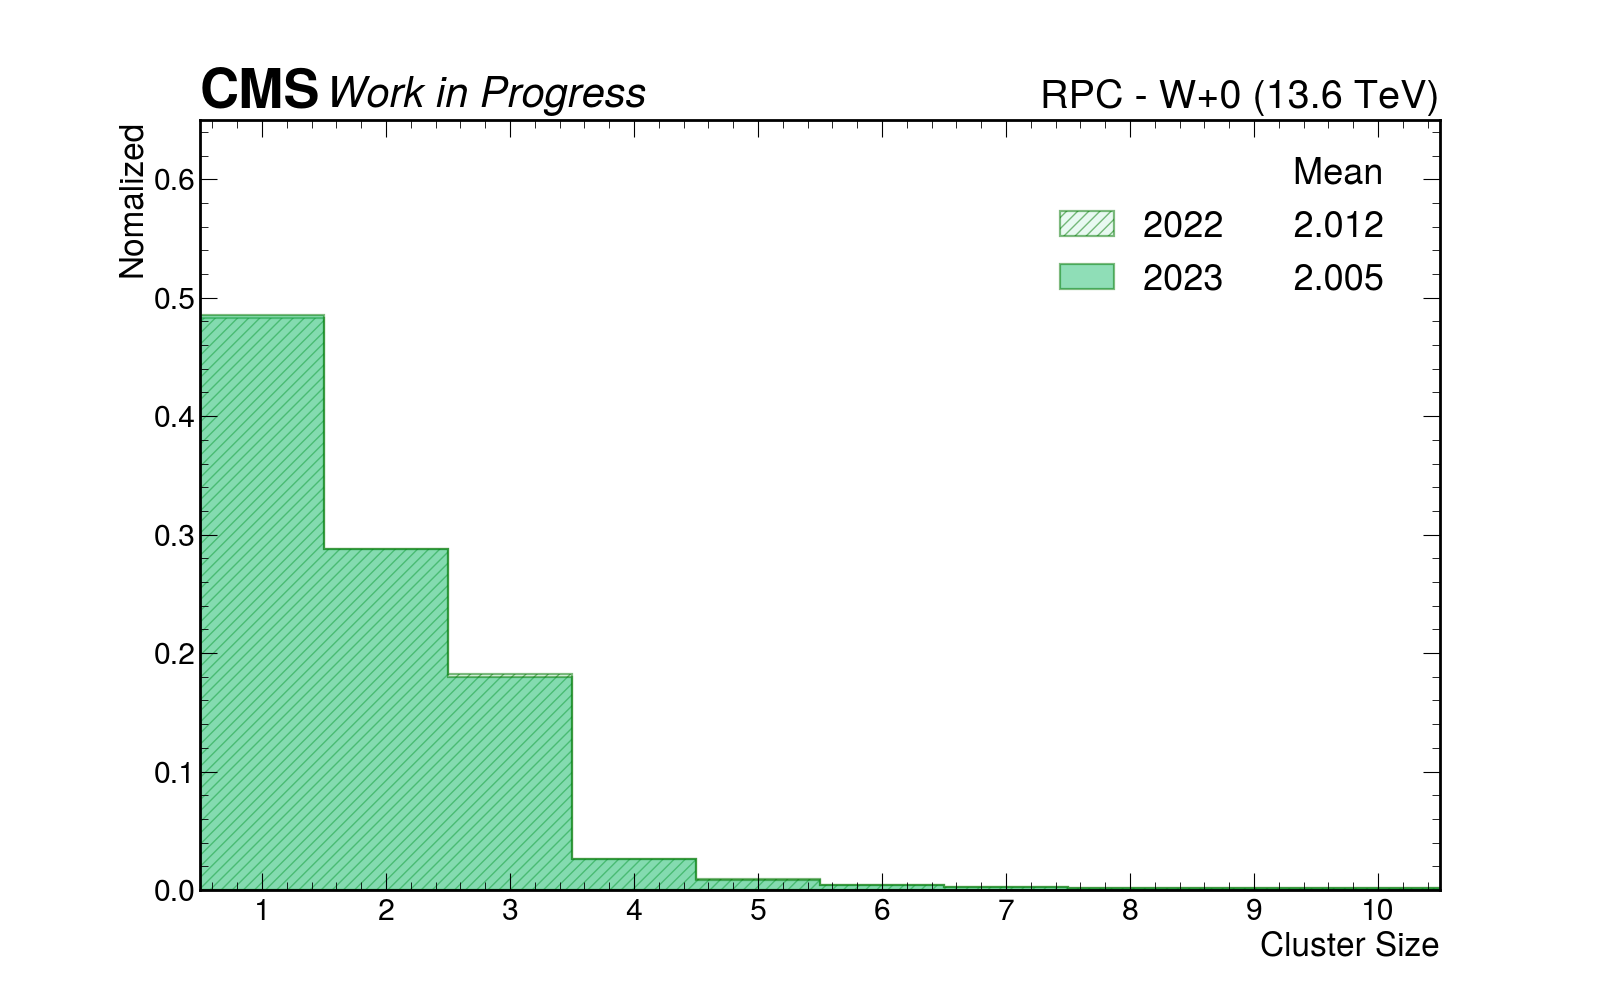 CMS Work in Progress
RPC - W+0 (13.6 TeV)
Nomalized
Mean
2022 2.012
2023 2.005
0.6
0.5
0.4
0.3
0.2
0.1
0.0
1 2 3 4 5 6 7 8 9 10
Cluster Size